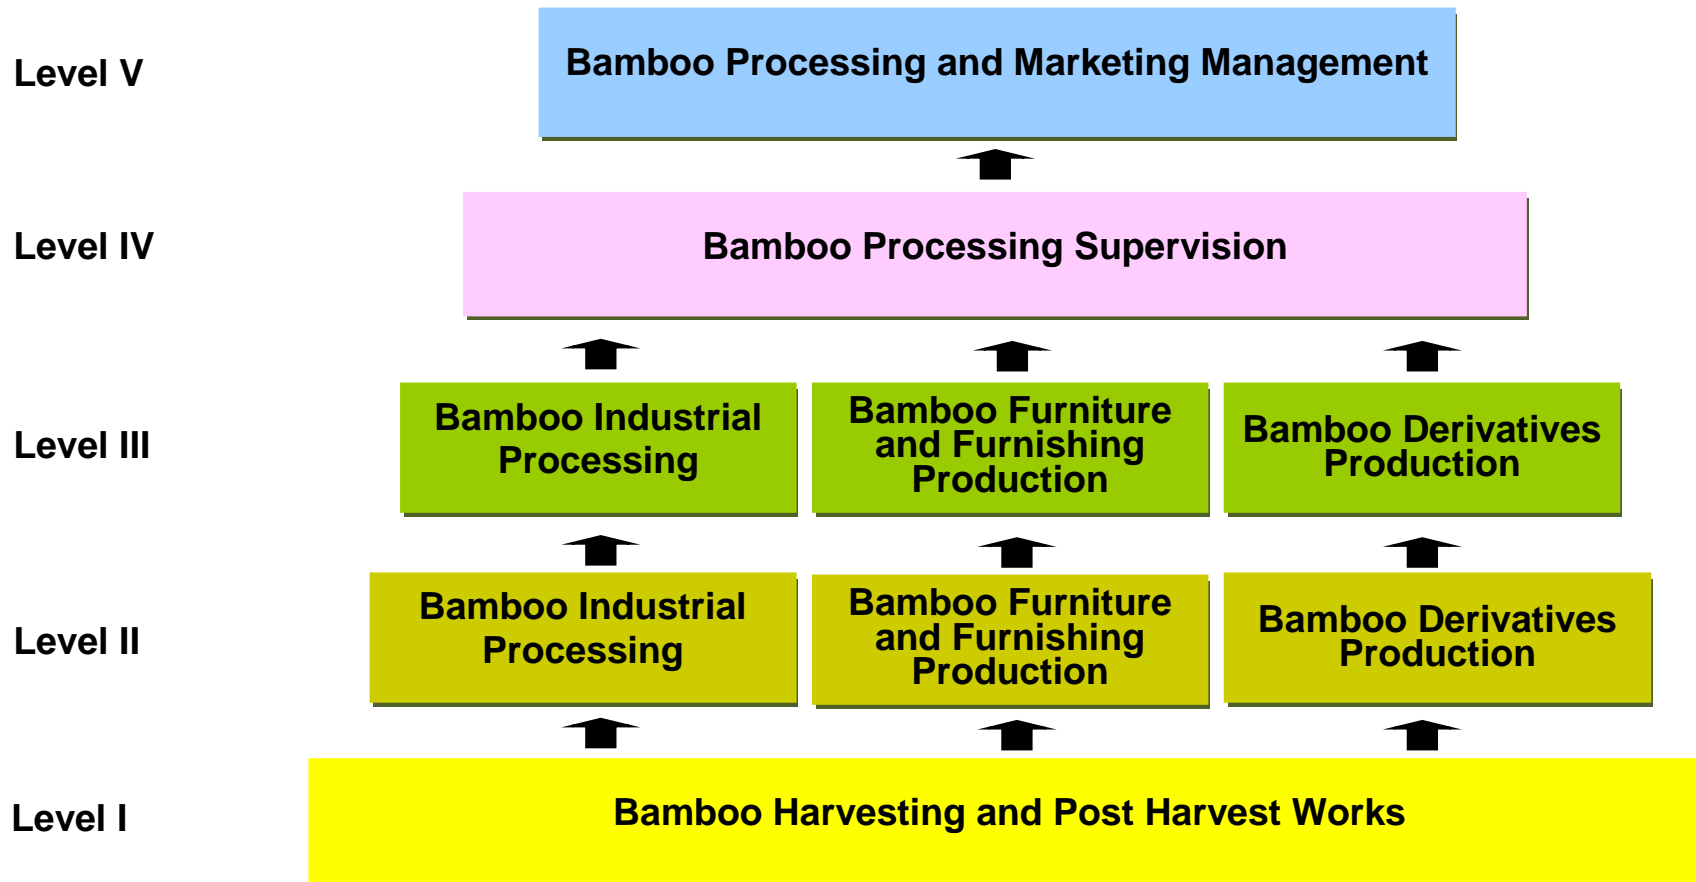 Level V
Bamboo Processing and Marketing Management
Level IV
Bamboo Processing Supervision
Level III
Bamboo Industrial
Processing
Bamboo Furniture
and Furnishing
Production
Bamboo Derivatives
Production
Level II
Bamboo Industrial
Processing
Bamboo Furniture
and Furnishing
Production
Bamboo Derivatives
Production
Level I
Bamboo Harvesting and Post Harvest Works